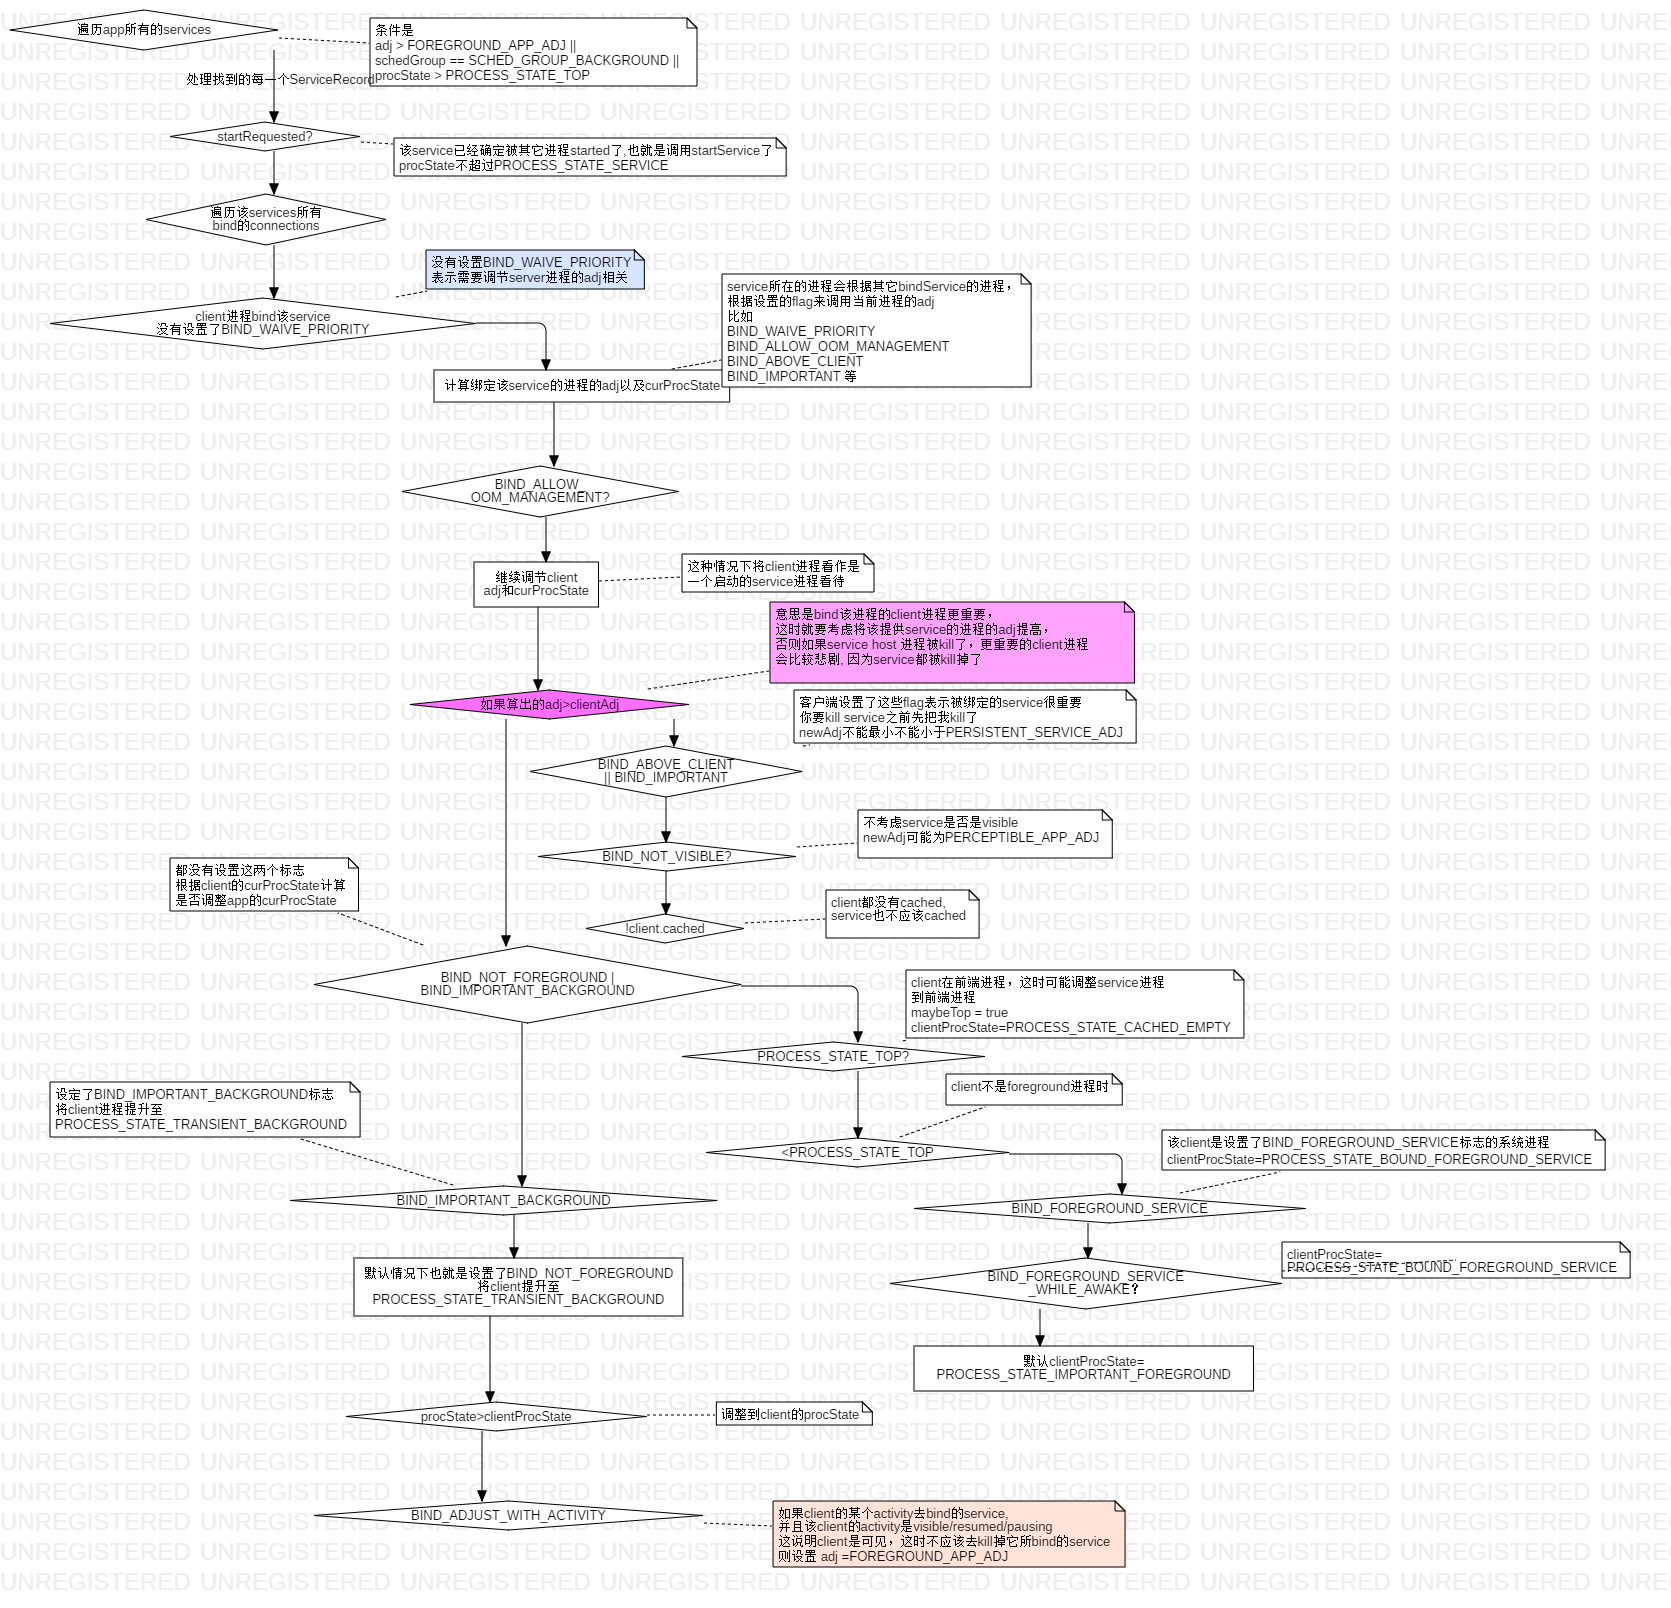 遍历app所有的services
条件是
adj > FOREGROUND_APP_ADJ ||
schedGroup == SCHED_GROUP_BACKGROUND ||
procState > PROCESS_STATE_TOP
处理找到的每一个ServiceRecord
startRequested?
该service已经确定被其它进程started了,也就是调用startService了
procState不超过PROCESS_STATE_SERVICE
遍历该services所有
bind的connections
没有设置BIND_WAIVE_PRIORITY
表示需要调节server进程的adj相关
client进程bind该service
没有设置了BIND_WAIVE_PRIORITY
service所在的进程会根据其它bindService的进程，
根据设置的flag来调用当前进程的adj
比如
BIND_WAIVE_PRIORITY
BIND_ALLOW_OOM_MANAGEMENT
BIND_ABOVE_CLIENT
BIND_IMPORTANT 等
计算绑定该service的进程的adj以及curProcState
BIND_ALLOW_
OOM_MANAGEMENT?
继续调节client
adj和curProcState
这种情况下将client进程看作是
一个启动的service进程看待
意思是bind该进程的client进程更重要，
这时就要考虑将该提供service的进程的adj提高，
否则如果service host 进程被kill了，更重要的client进程
会比较悲剧, 因为service都被kill掉了
如果算出的adj>clientAdj
客户端设置了这些flag表示被绑定的service很重要
你要kill service之前先把我kill了
newAdj不能最小不能小于PERSISTENT_SERVICE_ADJ
BIND_ABOVE_CLIENT
|| BIND_IMPORTANT
不考虑service是否是visible
newAdj可能为PERCEPTIBLE_APP_ADJ
BIND_NOT_VISIBLE?
都没有设置这两个标志
根据client的curProcState计算
是否调整app的curProcState
client都没有cached,
service也不应该cached
!client.cached
BIND_NOT_FOREGROUND |
BIND_IMPORTANT_BACKGROUND
client在前端进程，这时可能调整service进程
到前端进程
maybeTop = true
clientProcState=PROCESS_STATE_CACHED_EMPTY
PROCESS_STATE_TOP?
client不是foreground进程时
设定了BIND_IMPORTANT_BACKGROUND标志
将client进程提升至
PROCESS_STATE_TRANSIENT_BACKGROUND
<PROCESS_STATE_TOP
该client是设置了BIND_FOREGROUND_SERVICE标志的系统进程
clientProcState=PROCESS_STATE_BOUND_FOREGROUND_SERVICE
BIND_IMPORTANT_BACKGROUND
BIND_FOREGROUND_SERVICE
clientProcState=
PROCESS_STATE_BOUND_FOREGROUND_SERVICE
默认情况下也就是设置了BIND_NOT_FOREGROUND
将client提升至
PROCESS_STATE_TRANSIENT_BACKGROUND
BIND_FOREGROUND_SERVICE
_WHILE_AWAKE？
默认clientProcState=
PROCESS_STATE_IMPORTANT_FOREGROUND
procState>clientProcState
调整到client的procState
BIND_ADJUST_WITH_ACTIVITY
如果client的某个activity去bind的service,
并且该client的activity是visible/resumed/pausing
这说明client是可见，这时不应该去kill掉它所bind的service
则设置 adj =FOREGROUND_APP_ADJ